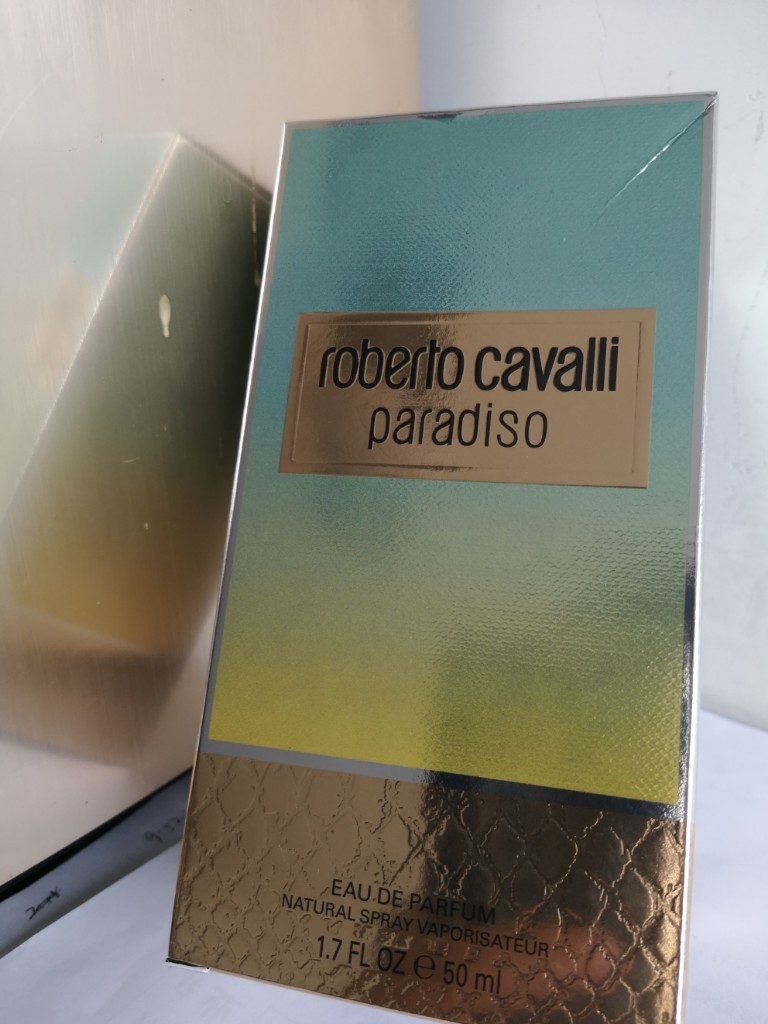 roberto cavalli
paradiso
EAU DE PARFUM
NATURAL SPRAY VAPORISATEUR
1.7 FL OZ ℮ 50 ml